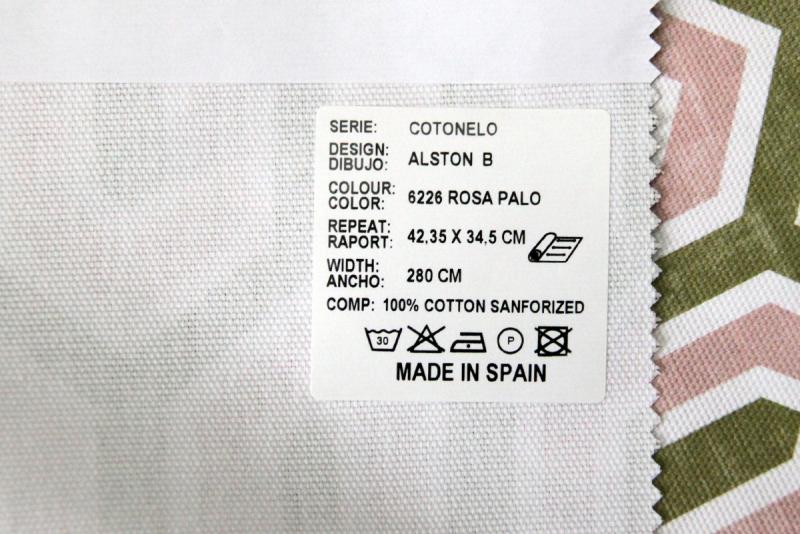 SERIE: COTONELO
DESIGN:
DIBUJO: ALSTON B
COLOUR:
COLOR: 6226 ROSA PALO
REPEAT:
RAPORT: 42,35 X 34,5 CM
WIDTH:
ANCHO: 280 CM
COMP: 100% COTTON SANFORIZED
30 P
MADE IN SPAIN